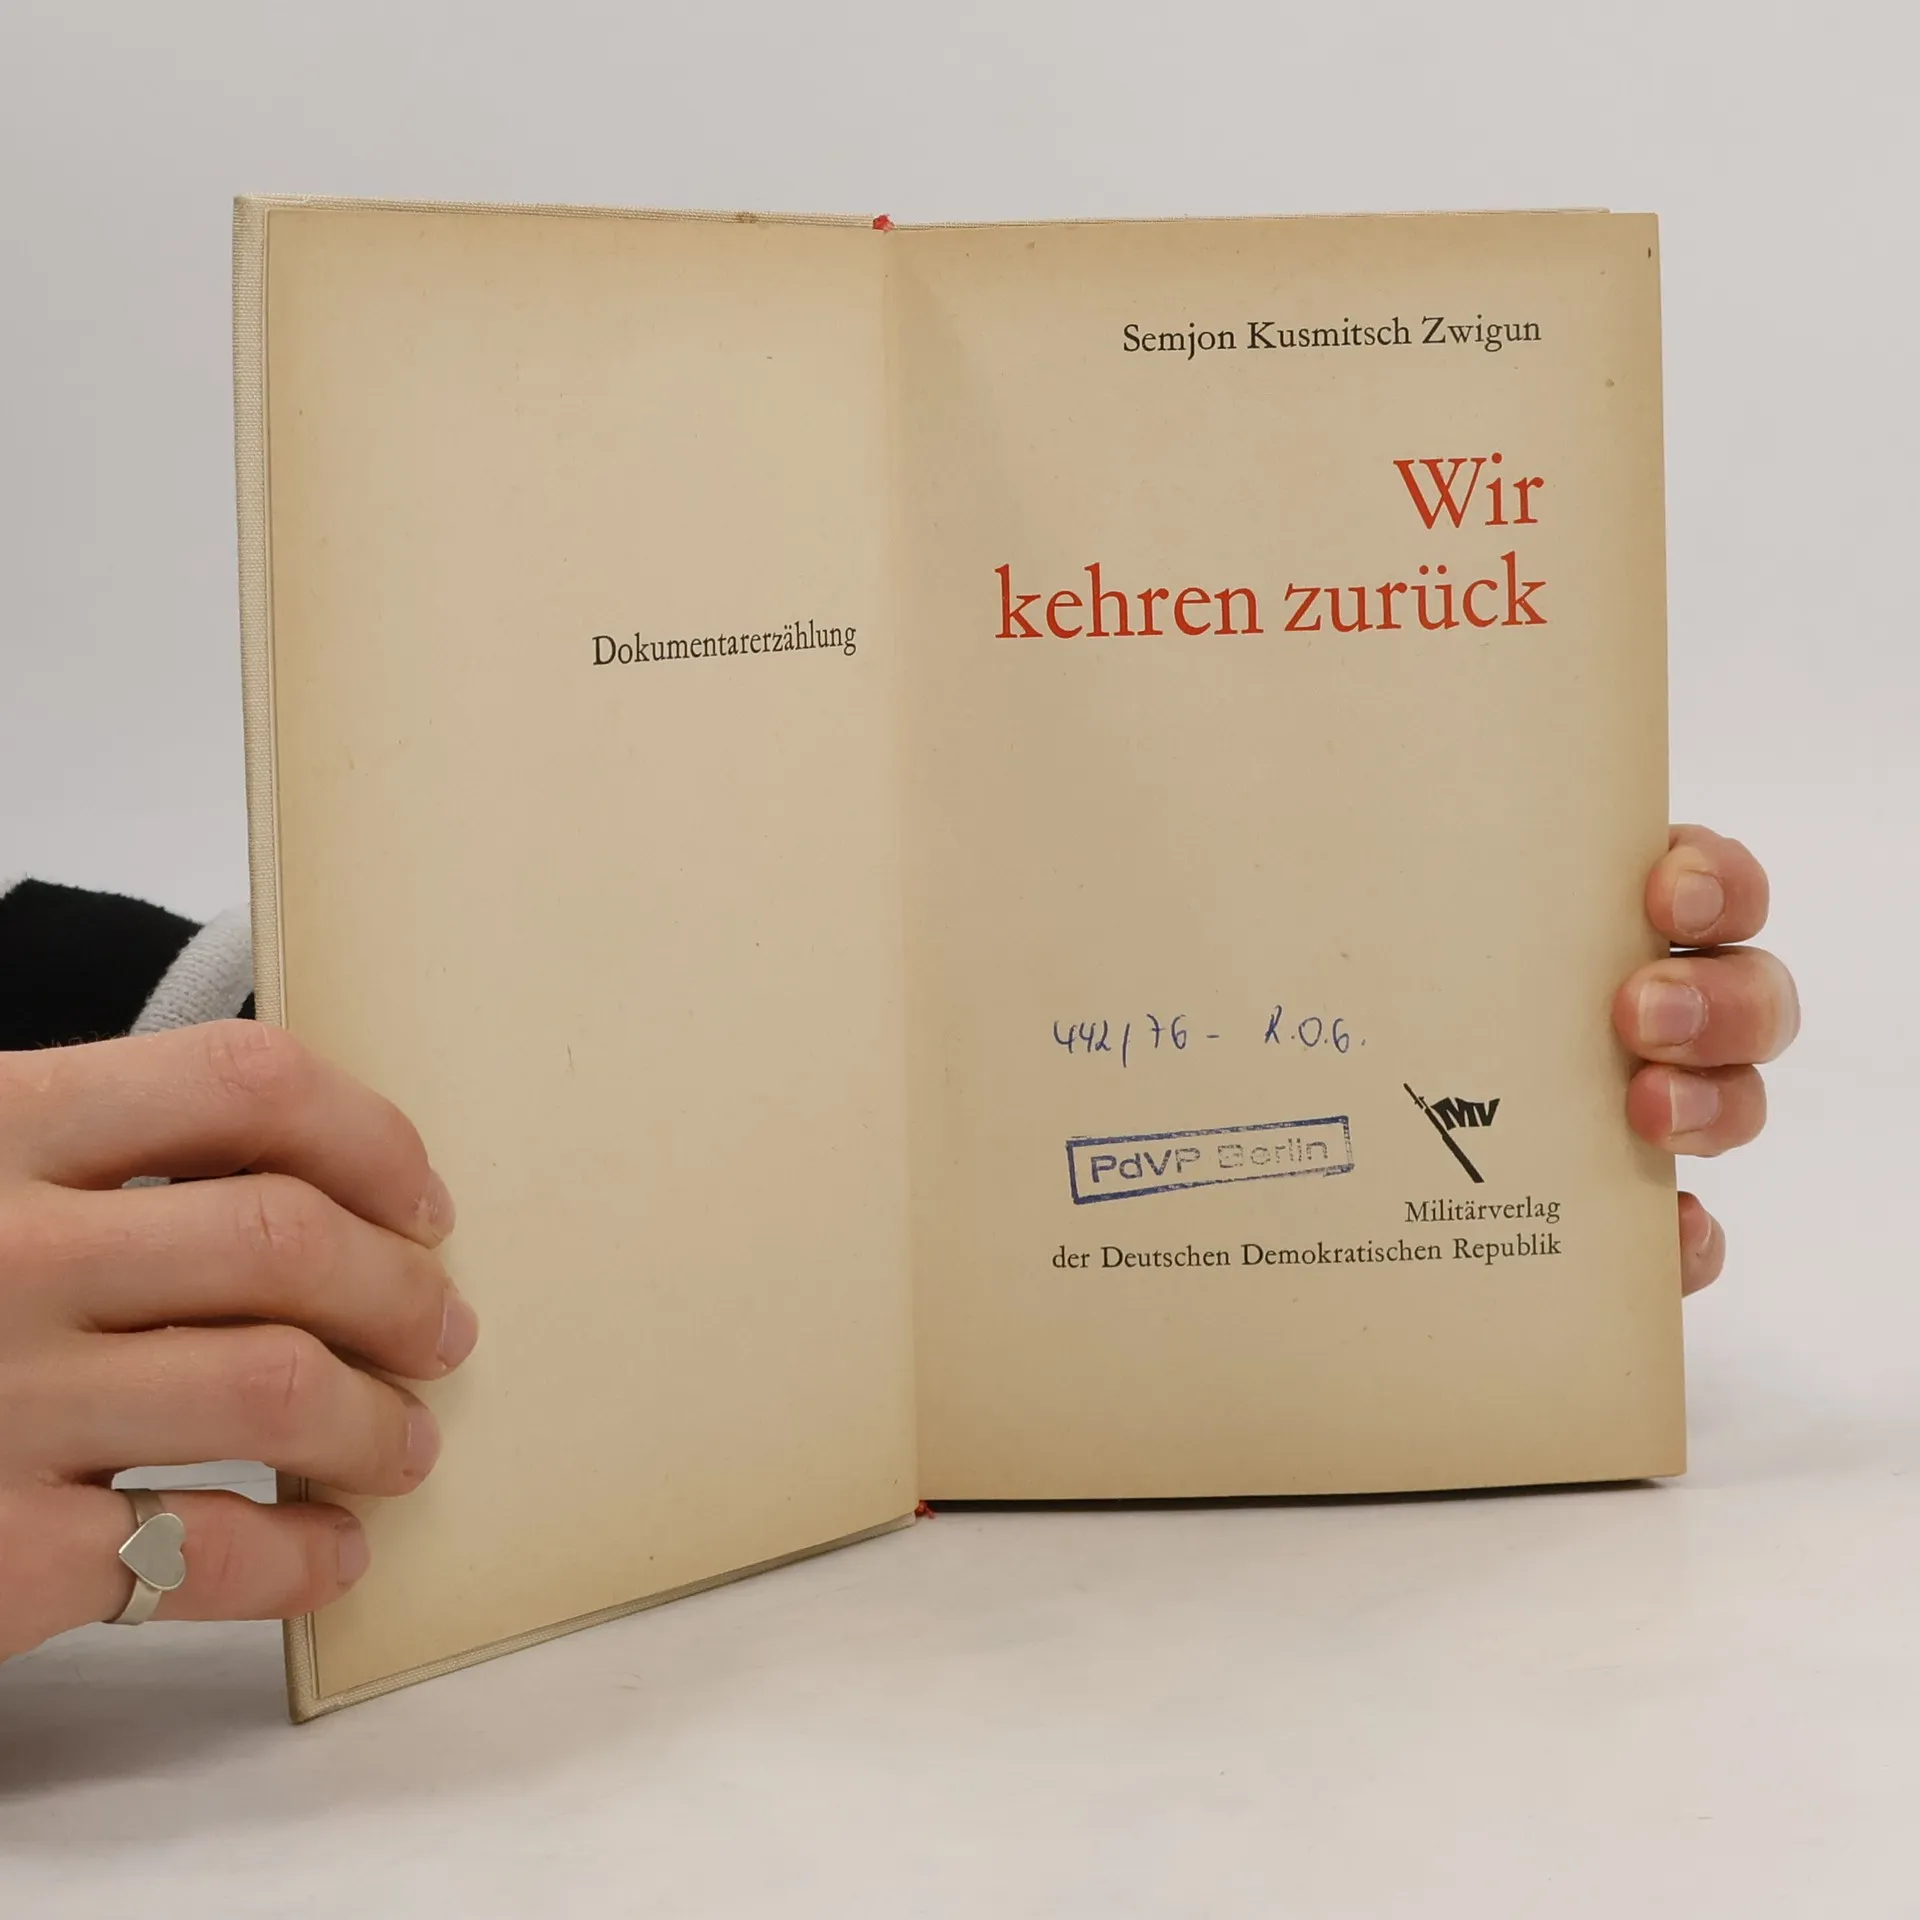 Dokumentarerzählung
Semjon Kusmitsch Zwigun
Wir
kehren zurück
442/76 - R.O.G.
PdVP Berlin
MV
Militärverlag
der Deutschen Demokratischen Republik